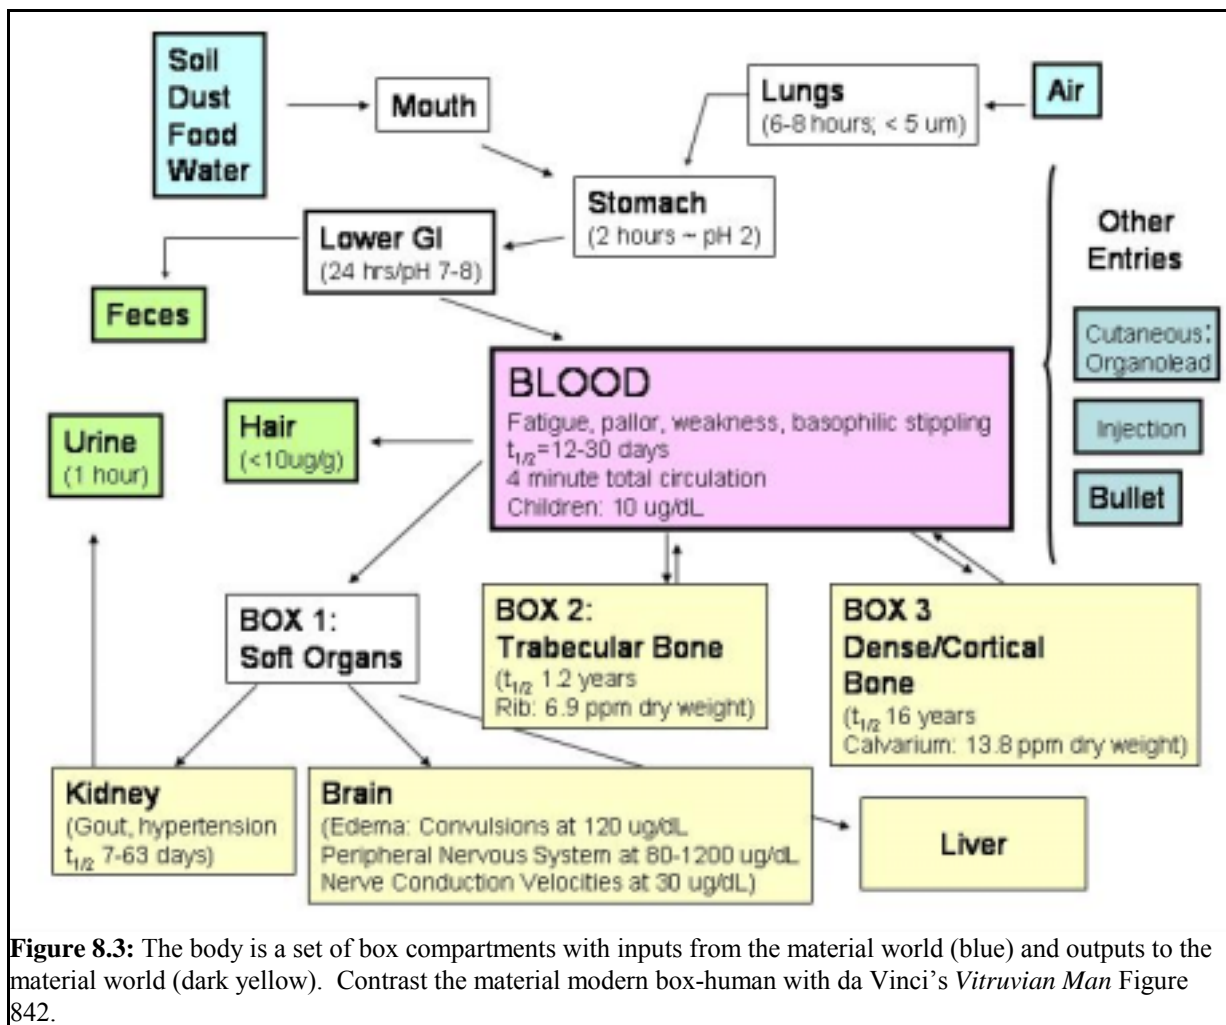 Soil
Dust
Food
Water
Mouth
Lungs
(6-8 hours; < 5 um)
Air
Stomach
(2 hours ~ pH 2)
Lower GI
(24 hrs/pH 7-8)
Feces
Other
Entries
Cutaneous:
Organolead
Injection
Bullet
BLOOD
Fatigue, pallor, weakness, basophilic stippling
t1/2=12-30 days
4 minute total circulation
Children: 10 ug/dL
Hair
(<10ug/g)
Urine
(1 hour)
BOX 1:
Soft Organs
BOX 2:
Trabecular Bone
(t1/2 1.2 years
Rib: 6.9 ppm dry weight)
BOX 3
Dense/Cortical
Bone
(t1/2 16 years
Calvarium: 13.8 ppm dry weight)
Kidney
(Gout, hypertension
t1/2 7-63 days)
Brain
(Edema: Convulsions at 120 ug/dL
Peripheral Nervous System at 80-1200 ug/dL
Nerve Conduction Velocities at 30 ug/dL)
Liver
Figure 8.3: The body is a set of box compartments with inputs from the material world (blue) and outputs to the
material world (dark yellow). Contrast the material modern box-human with da Vinci's Vitruvian Man Figure
842.